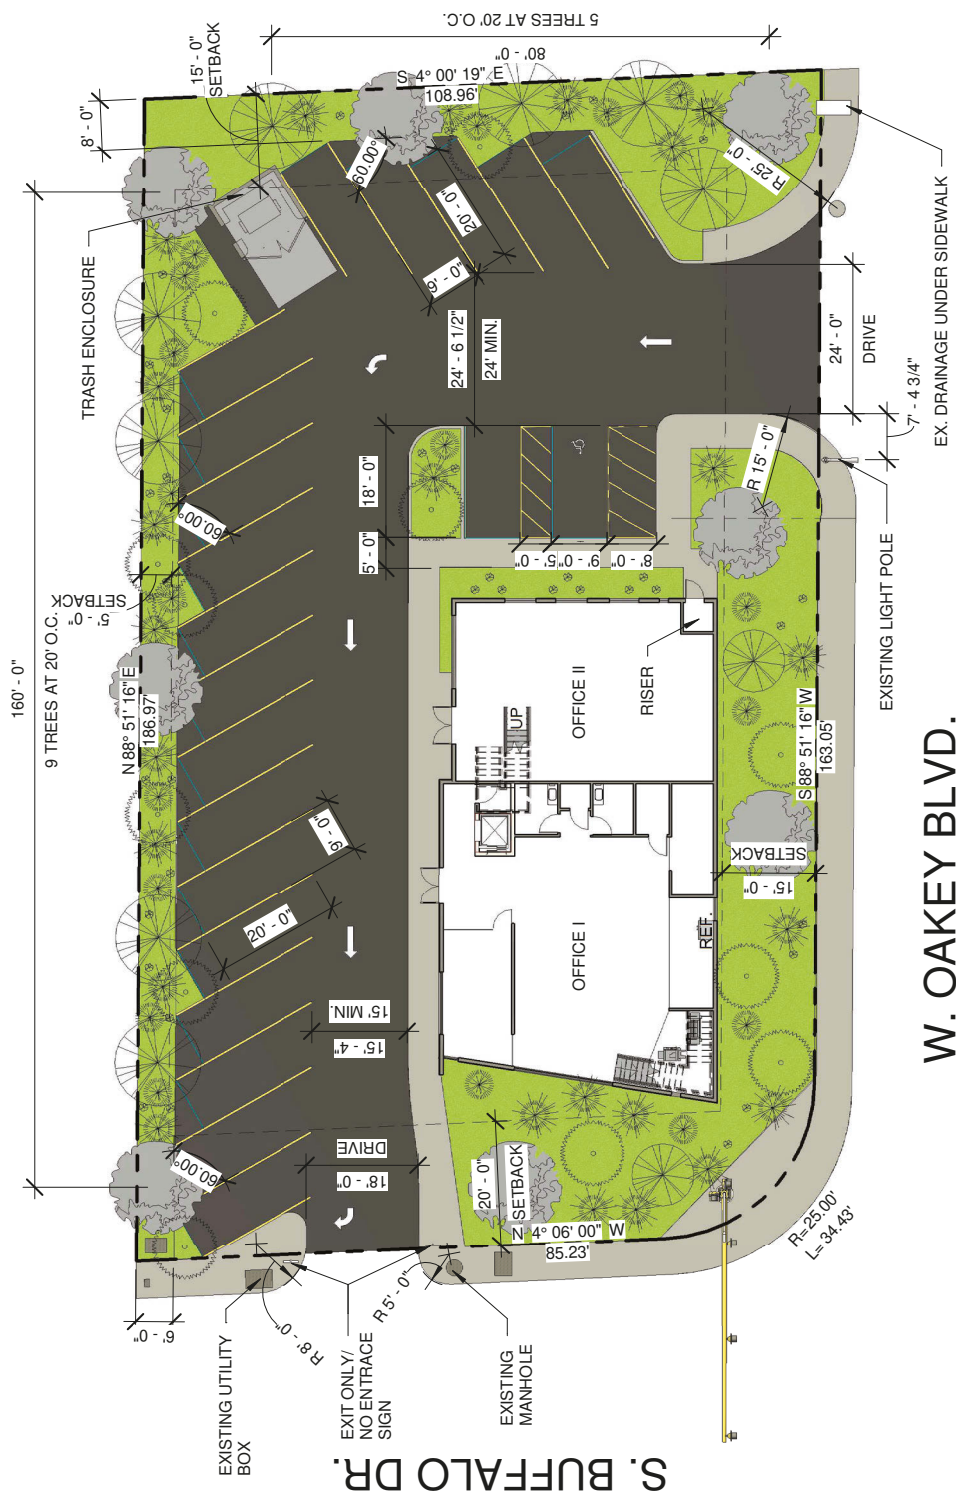 5 TREES AT 20' O.C.
80' - 0"
15' - 0"
SETBACK
S 4° 00' 19" E
108.96'
8' - 0"
TRASH ENCLOSURE
60.00°
20' - 0"
9' - 0"
R 25' - 0"
EX. DRAINAGE UNDER SIDEWALK
24' - 6 1/2"
24' MIN.
24' - 0"
DRIVE
7' - 4 3/4"
EXISTING LIGHT POLE
R 15' - 0"
18' - 0"
5' - 0"
5' - 0"
9' - 0"
8' - 0"
60.00°
5' - 0"
SETBACK
160' - 0"
9 TREES AT 20' O.C.
N 88° 51' 16" E
186.97'
OFFICE II
RISER
UP
OFFICE I
REF.
S 88° 51' 16" W
163.05'
15' - 0"
SETBACK
9' - 0"
20' - 0"
15' MIN.
15' - 4"
DRIVE
18' - 0"
60.00°
20' - 0"
SETBACK
N 4° 06' 00" W
85.23'
R= 25.00'
L= 34.43'
6' - 0"
R 8' - 0"
R 5' - 0"
EXISTING UTILITY
BOX
EXIT ONLY/
NO ENTRACE
SIGN
EXISTING
MANHOLE
S. BUFFALO DR.
W. OAKEY BLVD.